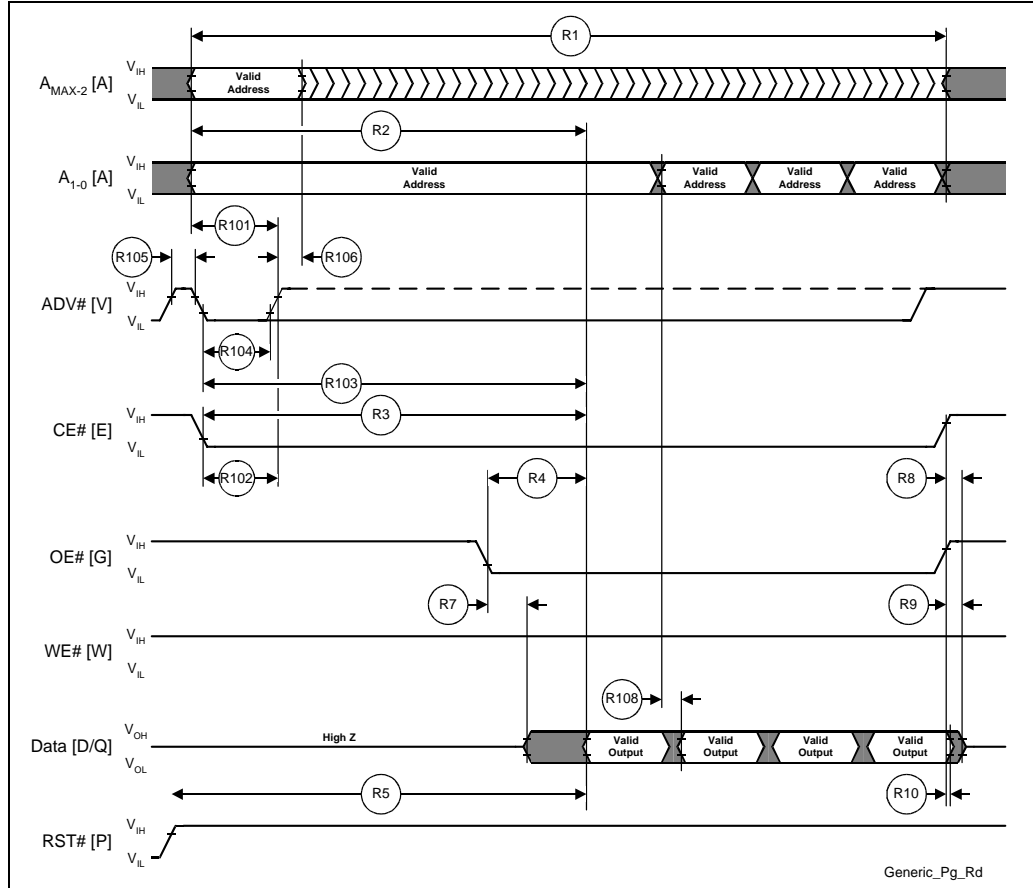 R1
A_MAX-2 [A]
V_IH
V_IL
Valid
Address
R2
A_1-0 [A]
V_IH
V_IL
Valid
Address
Valid
Address
Valid
Address
Valid
Address
R101
R105
R106
ADV# [V]
V_IH
V_IL
R104
R103
R3
CE# [E]
V_IH
V_IL
R102
R4
R8
OE# [G]
V_IH
V_IL
R7
R9
WE# [W]
V_IH
V_IL
R108
Data [D/Q]
V_OH
V_OL
High Z
Valid
Output
Valid
Output
Valid
Output
Valid
Output
R5
R10
RST# [P]
V_IH
V_IL
Generic_Pg_Rd